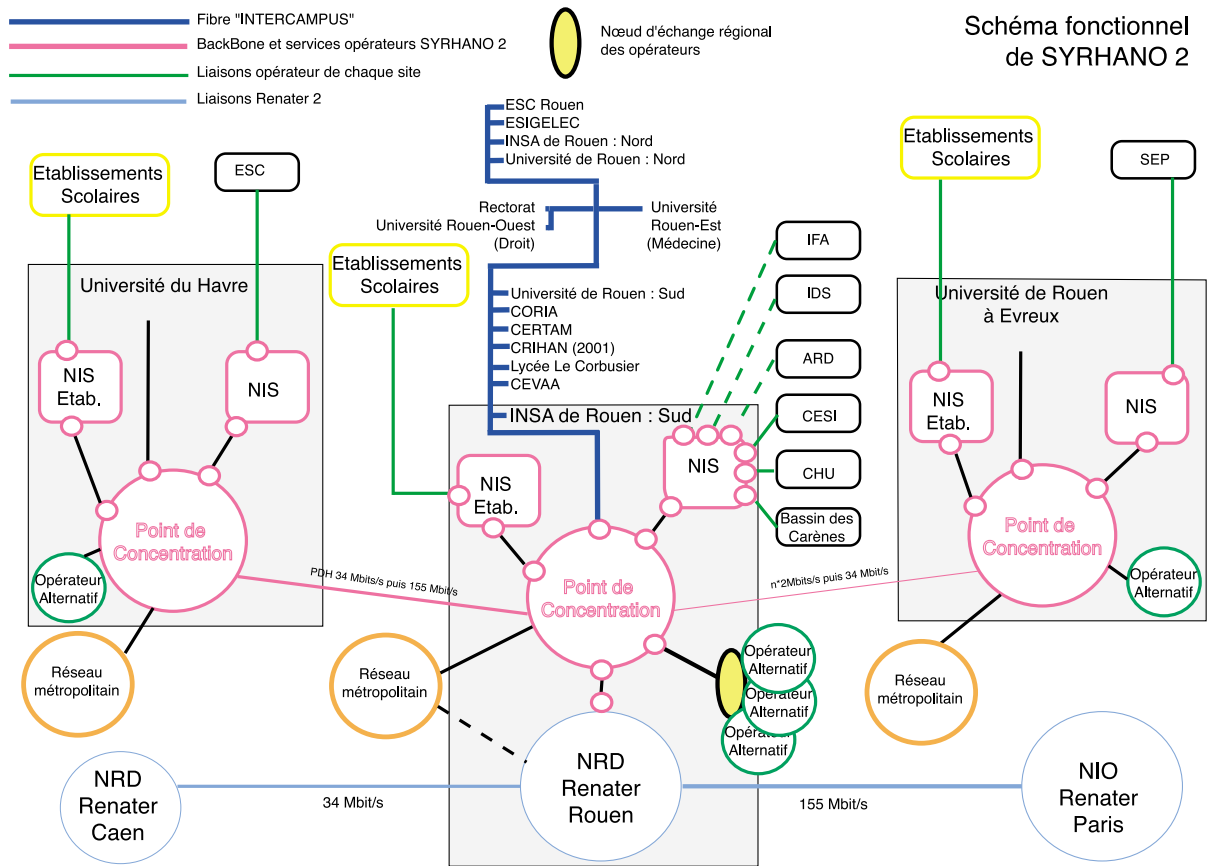 Fibre "INTERCAMPUS"
BackBone et services opérateurs SYRHANO 2
Liaisons opérateur de chaque site
Liaisons Renater 2
Nœud d'échange régional
des opérateurs
Schéma fonctionnel
de SYRHANO 2
ESC Rouen
ESIGELEC
INSA de Rouen : Nord
Université de Rouen : Nord
Rectorat
Université Rouen-Ouest
(Droit)
Université
Rouen-Est
(Médecine)
Université de Rouen : Sud
CORIA
CERTAM
CRIHAN (2001)
Lycée Le Corbusier
CEVAA
INSA de Rouen : Sud
Etablissements
Scolaires
ESC
Université du Havre
NIS
Etab.
NIS
Point de
Concentration
Opérateur
Alternatif
Réseau
métropolitain
PDH 34 Mbits/s puis 155 Mbit/s
Etablissements
Scolaires
NIS
Etab.
NIS
IFA
IDS
ARD
CESI
CHU
Bassin des
Carènes
Point de
Concentration
n*2Mbits/s puis 34 Mbit/s
Réseau
métropolitain
Opérateur
Alternatif
Opérateur
Alternatif
Opérateur
Alternatif
Etablissements
Scolaires
SEP
Université de Rouen
à Evreux
NIS
Etab.
NIS
Point de
Concentration
Opérateur
Alternatif
Réseau
métropolitain
NRD
Renater
Caen
34 Mbit/s
NRD
Renater
Rouen
155 Mbit/s
NIO
Renater
Paris